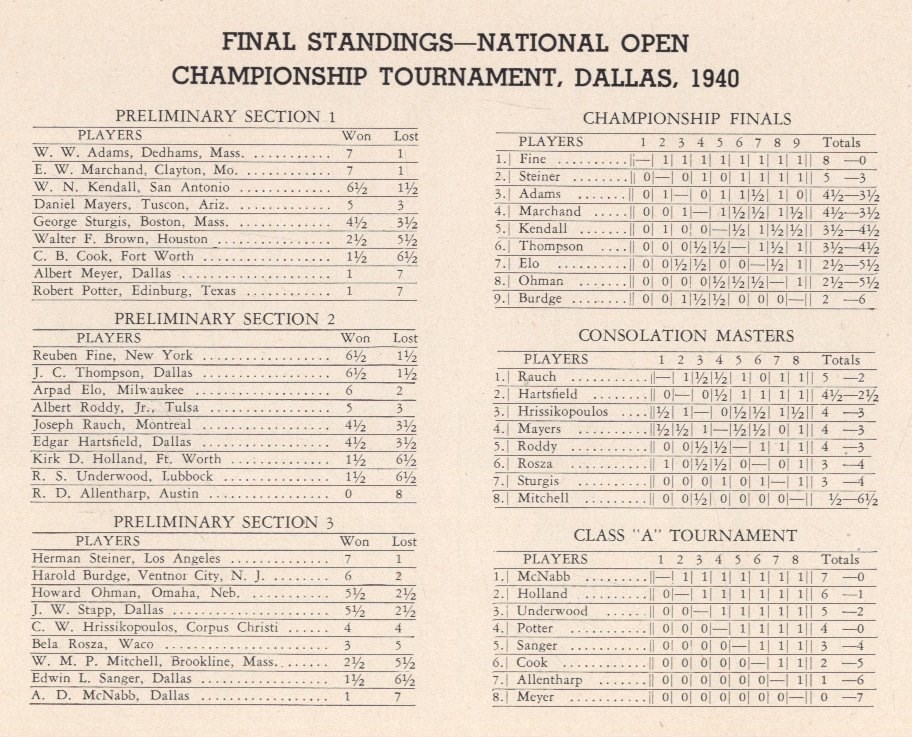 FINAL STANDINGS—NATIONAL OPEN
CHAMPIONSHIP TOURNAMENT, DALLAS, 1940
PRELIMINARY SECTION 1
PLAYERS Won Lost
W. W. Adams, Dedhams, Mass. ........... 7 1
E. W. Marchand, Clayton, Mo. ............ 7 1
W. N. Kendall, San Antonio ............... 6½ 1½
Daniel Mayers, Tuscon, Ariz. .............. 5 3
George Sturgis, Boston, Mass. ............. 4½ 3½
Walter F. Brown, Houston ................ 2½ 5½
C. B. Cook, Fort Worth .................. 1½ 6½
Albert Meyer, Dallas ..................... 1 7
Robert Potter, Edinburg, Texas ............ 1 7
PRELIMINARY SECTION 2
PLAYERS Won Lost
Reuben Fine, New York .................. 6½ 1½
J. C. Thompson, Dallas .................. 6½ 1½
Arpad Elo, Milwaukee .................... 6 2
Albert Roddy, Jr., Tulsa .................. 5 3
Joseph Rauch, Montreal .................. 4½ 3½
Edgar Hartsfield, Dallas .................. 4½ 3½
Kirk D. Holland, Ft. Worth .............. 1½ 6½
R. S. Underwood, Lubbock ............... 1½ 6½
R. D. Allentharp, Austin ................. 0 8
PRELIMINARY SECTION 3
PLAYERS Won Lost
Herman Steiner, Los Angeles .............. 7 1
Harold Burdge, Ventnor City, N. J. ........ 6 2
Howard Ohman, Omaha, Neb. ............ 5½ 2½
J. W. Stapp, Dallas ...................... 5½ 2½
C. W. Hrissikopoulos, Corpus Christi ...... 4 4
Bela Rosza, Waco ....................... 3 5
W. M. P. Mitchell, Brookline, Mass. ....... 2½ 5½
Edwin L. Sanger, Dallas .................. 1½ 6½
A. D. McNabb, Dallas ................... 1 7
CHAMPIONSHIP FINALS
PLAYERS 1 2 3 4 5 6 7 8 9 Totals
1.| Fine ..........||—| 1| 1| 1| 1| 1| 1| 1| 1|| 8 —0
2.| Steiner ........|| 0|—| 0| 1| 0| 1| 1| 1| 1|| 5 —3
3.| Adams .......|| 0| 1|—| 0| 1| 1|½| 1| 0|| 4½—3½
4.| Marchand .....|| 0| 0| 1|—| 1|½|½| 1|½|| 4½—3½
5.| Kendall ......|| 0| 1| 0| 0|—|½| 1|½|½|| 3½—4½
6.| Thompson ....|| 0| 0| 0|½|½|—| 1|½| 1|| 3½—4½
7.| Elo ..........|| 0| 0|½|½| 0| 0|—|½| 1|| 2½—5½
8.| Ohman .......|| 0| 0| 0| 0|½|½|½|—| 1|| 2½—5½
9.| Burdge .......|| 0| 0| 1|½|½| 0| 0| 0|—|| 2 —6
CONSOLATION MASTERS
PLAYERS 1 2 3 4 5 6 7 8 Totals
1.| Rauch ...........||—| 1|½|½| 1| 0| 1| 1|| 5 —2
2.| Hartsfield ........|| 0|—| 0|½| 1| 1| 1| 1|| 4½—2½
3.| Hrissikopoulos ....||½| 1|—| 0|½|½| 1|½|| 4 —3
4.| Mayers ..........||½|½| 1|—|½|½| 0| 1|| 4 —3
5.| Roddy ..........|| 0| 0|½|½|—| 1| 1| 1|| 4 —3
6.| Rosza ...........|| 1| 0|½|½| 0|—| 0| 1|| 3 —4
7.| Sturgis ..........|| 0| 0| 0| 1| 0| 1|—| 1|| 3 —4
8.| Mitchell .........|| 0| 0|½| 0| 0| 0| 0|—|| ½—6½
CLASS "A" TOURNAMENT
PLAYERS 1 2 3 4 5 6 7 8 Totals
1.| McNabb .........||—| 1| 1| 1| 1| 1| 1| 1|| 7 —0
2.| Holland .........|| 0|—| 1| 1| 1| 1| 1| 1|| 6 —1
3.| Underwood ......|| 0| 0|—| 1| 1| 1| 1| 1|| 5 —2
4.| Potter ...........|| 0| 0| 0|—| 1| 1| 1| 1|| 4 —0
5.| Sanger ..........|| 0| 0| 0| 0|—| 1| 1| 1|| 3 —4
6.| Cook ............|| 0| 0| 0| 0| 0|—| 1| 1|| 2 —5
7.| Allentharp .......|| 0| 0| 0| 0| 0| 0|—| 1|| 1 —6
8.| Meyer ...........|| 0| 0| 0| 0| 0| 0| 0|—|| 0 —7